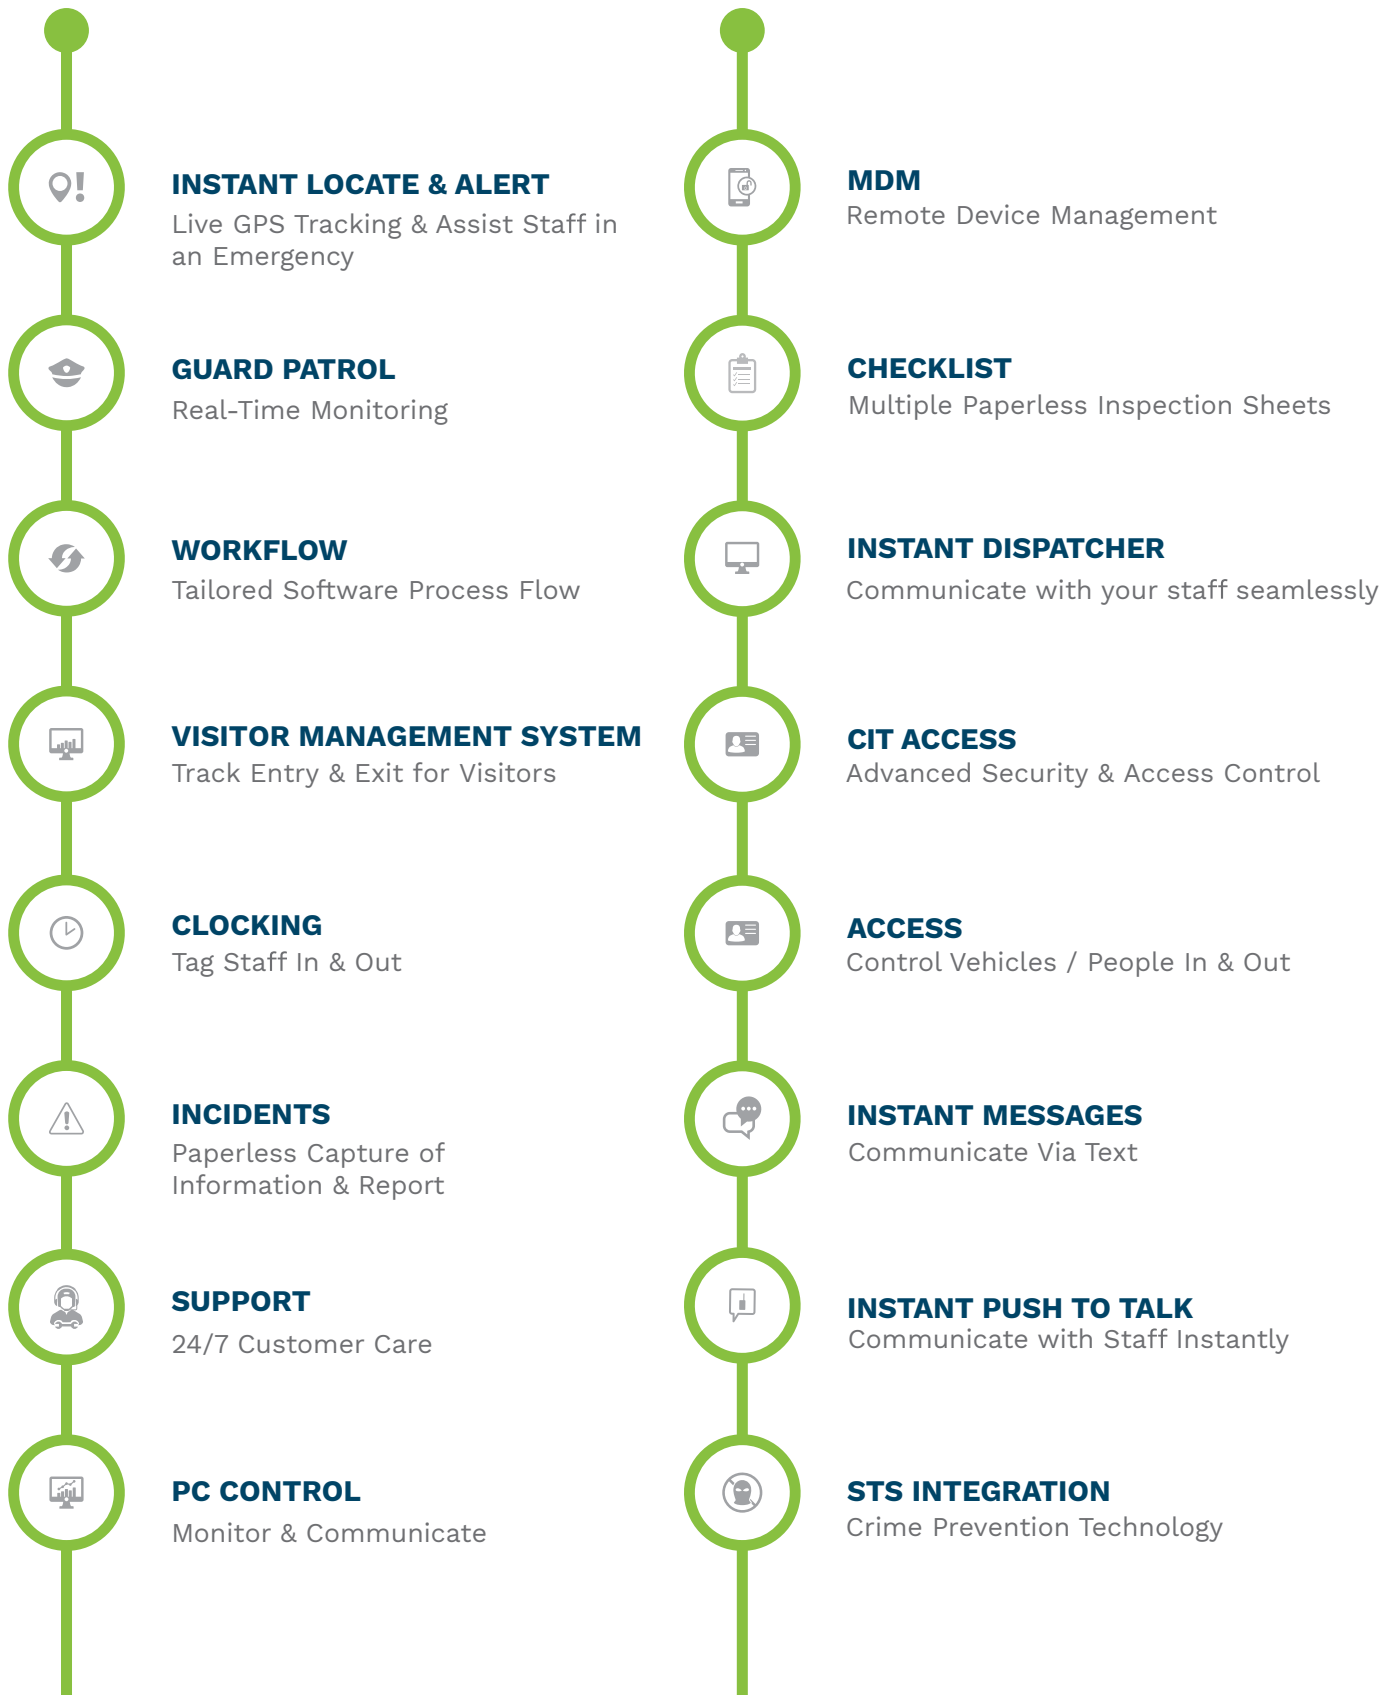 INSTANT LOCATE & ALERT
Live GPS Tracking & Assist Staff in
an Emergency
GUARD PATROL
Real-Time Monitoring
WORKFLOW
Tailored Software Process Flow
VISITOR MANAGEMENT SYSTEM
Track Entry & Exit for Visitors
CLOCKING
Tag Staff In & Out
INCIDENTS
Paperless Capture of
Information & Report
SUPPORT
24/7 Customer Care
PC CONTROL
Monitor & Communicate
MDM
Remote Device Management
CHECKLIST
Multiple Paperless Inspection Sheets
INSTANT DISPATCHER
Communicate with your staff seamlessly
CIT ACCESS
Advanced Security & Access Control
ACCESS
Control Vehicles / People In & Out
INSTANT MESSAGES
Communicate Via Text
INSTANT PUSH TO TALK
Communicate with Staff Instantly
STS INTEGRATION
Crime Prevention Technology